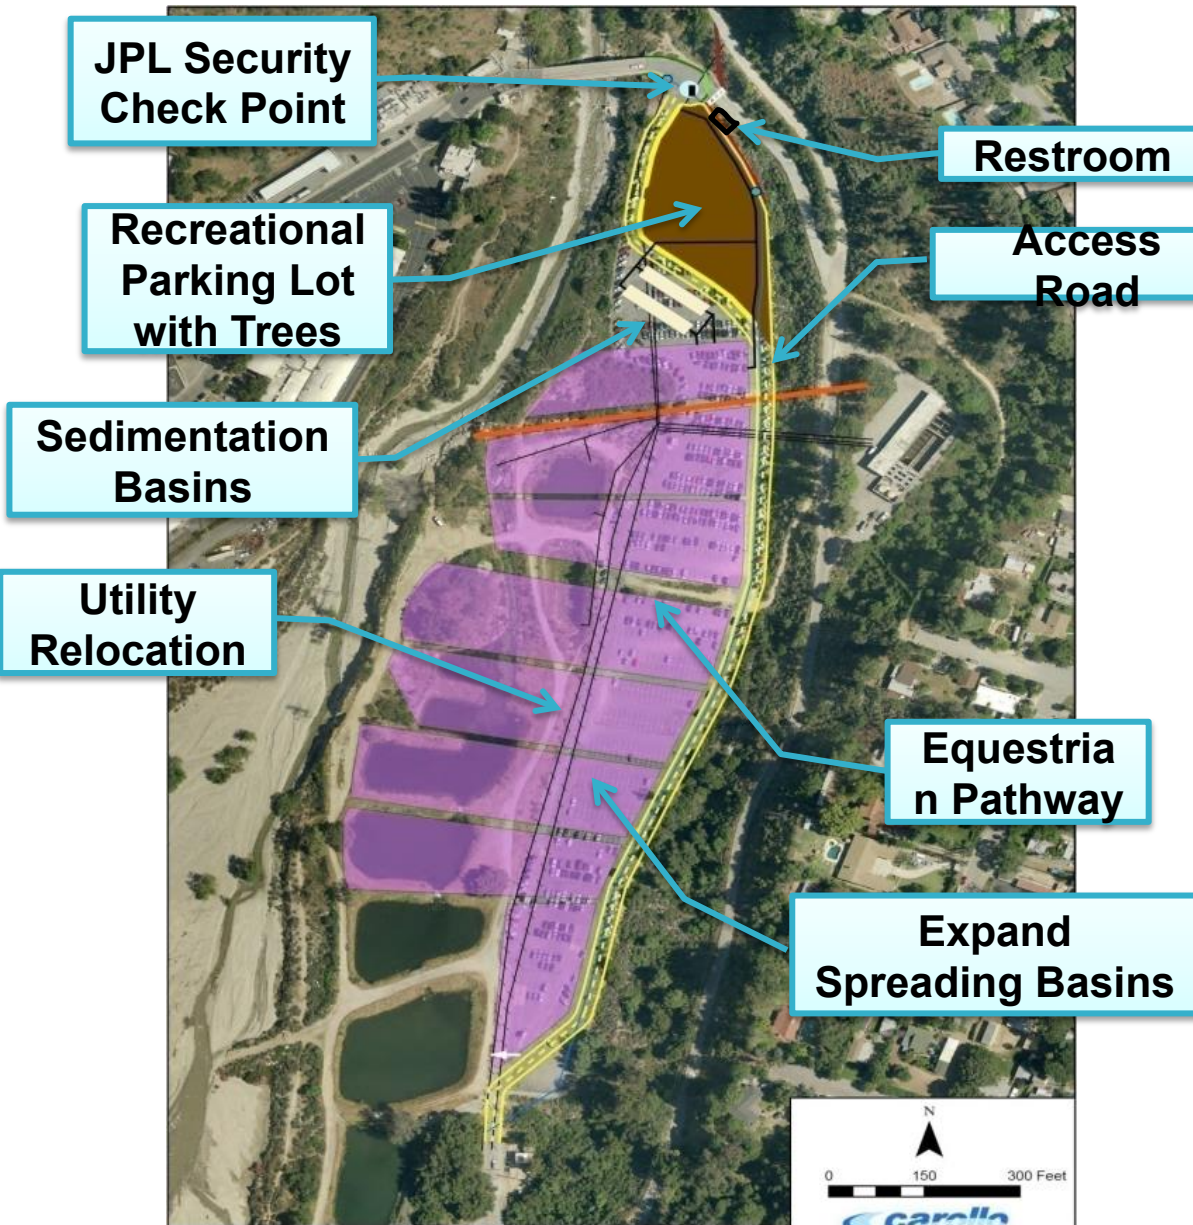 JPL Security
Check Point
Restroom
Recreational
Parking Lot
with Trees
Access
Road
Sedimentation
Basins
Utility
Relocation
Equestria
n Pathway
Expand
Spreading Basins
N
0 150 300 Feet
carollo